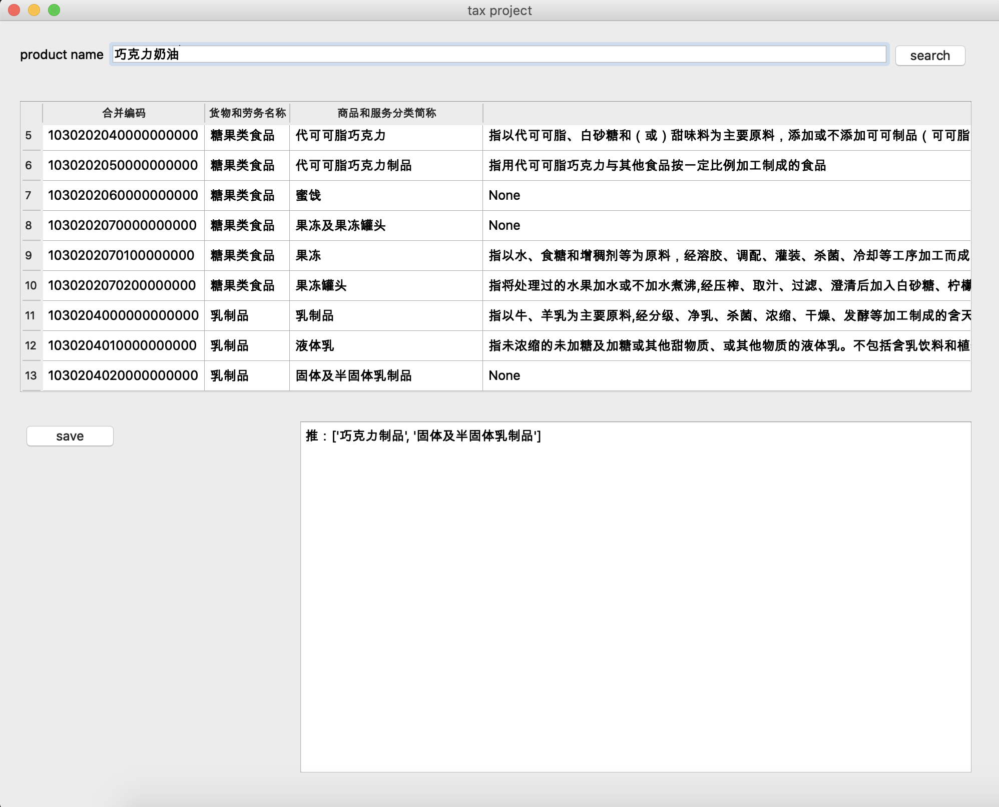 tax project
product name 巧克力奶油 search
合并编码 货物和劳务名称 商品和服务分类简称
5 1030202040000000000 糖果类食品 代可可脂巧克力 指以代可可脂、白砂糖和（或）甜味料为主要原料，添加或不添加可可制品（可可脂
6 1030202050000000000 糖果类食品 代可可脂巧克力制品 指用代可可脂巧克力与其他食品按一定比例加工制成的食品
7 1030202060000000000 糖果类食品 蜜饯 None
8 1030202070000000000 糖果类食品 果冻及果冻罐头 None
9 1030202070100000000 糖果类食品 果冻 指以水、食糖和增稠剂等为原料，经溶胶、调配、灌装、杀菌、冷却等工序加工而成
10 1030202070200000000 糖果类食品 果冻罐头 指将处理过的水果加水或不加水煮沸,经压榨、取汁、过滤、澄清后加入白砂糖、柠檬
11 1030204000000000000 乳制品 乳制品 指以牛、羊乳为主要原料,经分级、净乳、杀菌、浓缩、干燥、发酵等加工制成的含天
12 1030204010000000000 乳制品 液体乳 指未浓缩的未加糖及加糖或其他甜物质、或其他物质的液体乳。不包括含乳饮料和植
13 1030204020000000000 乳制品 固体及半固体乳制品 None
save
推：['巧克力制品', '固体及半固体乳制品']